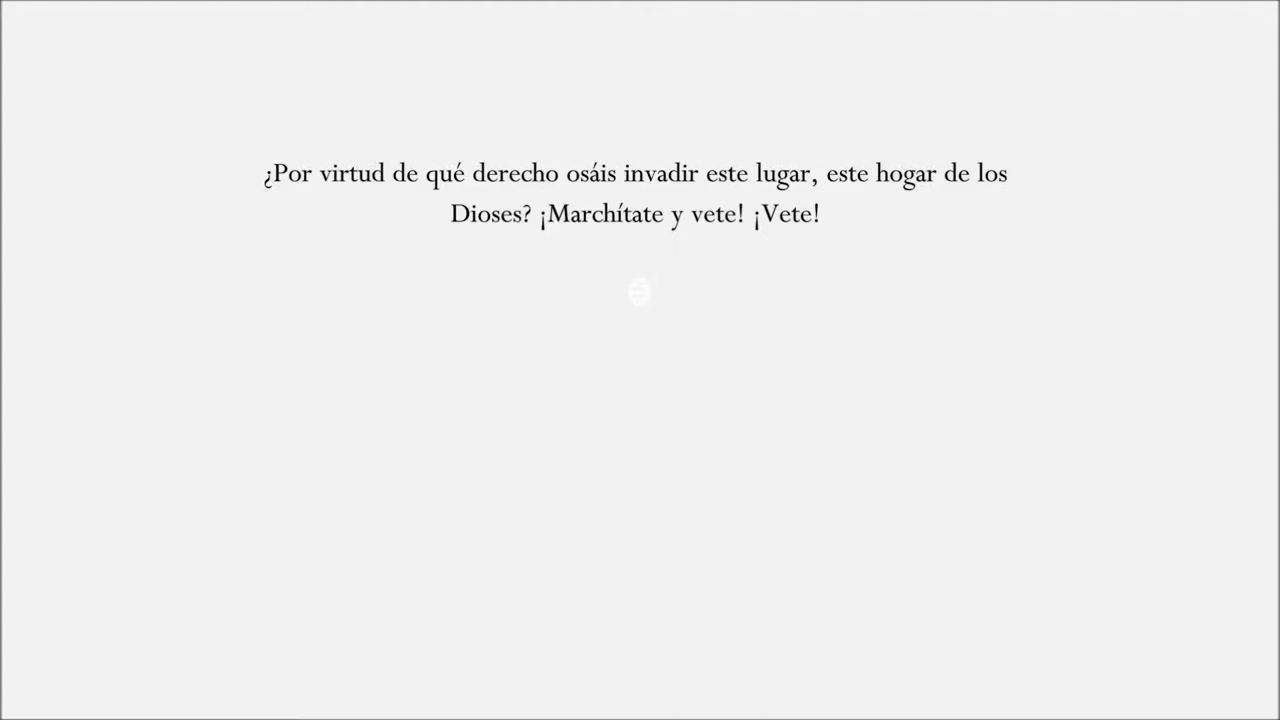 ¿Por virtud de qué derecho osáis invadir este lugar, este hogar de los
Dioses? ¡Marchítate y vete! ¡Vete!